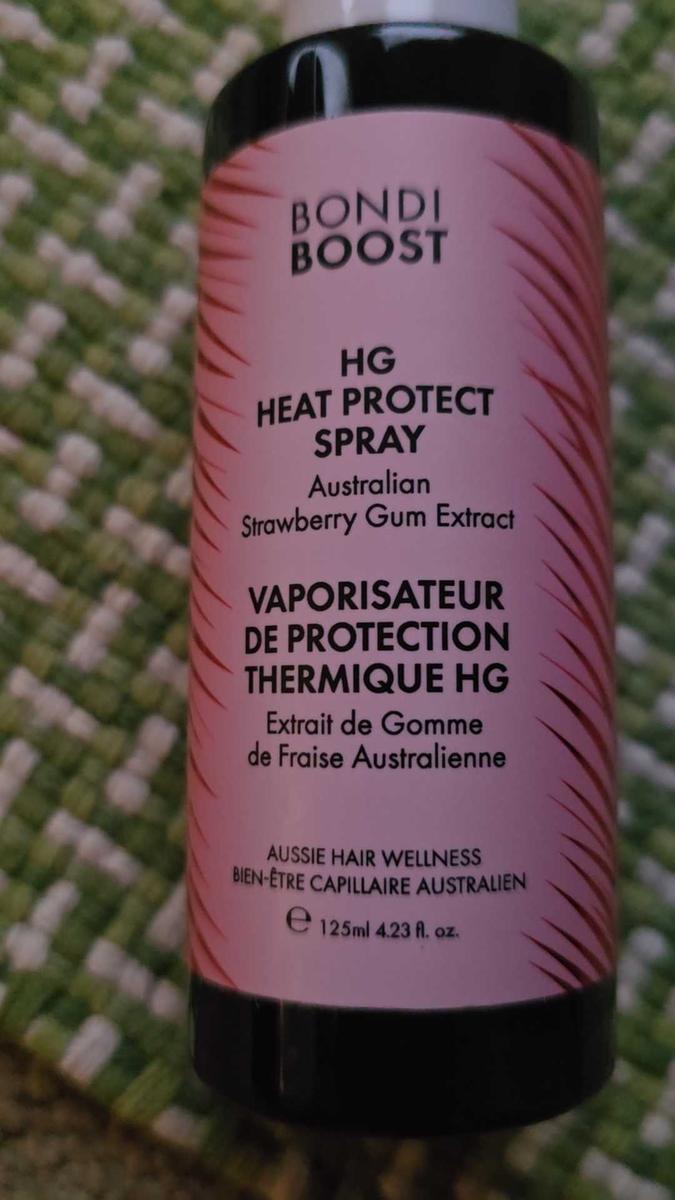 BONDI
BOOST
HG
HEAT PROTECT
SPRAY
Australian
Strawberry Gum Extract
VAPORISATEUR
DE PROTECTION
THERMIQUE HG
Extrait de Gomme
de Fraise Australienne
AUSSIE HAIR WELLNESS
BIEN-ÊTRE CAPILLAIRE AUSTRALIEN
℮ 125ml 4.23 fl. oz.